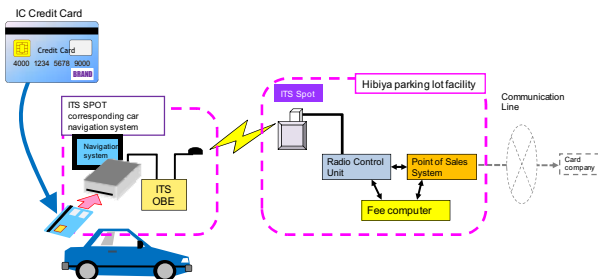 IC Credit Card
Credit Card
4000 1234 5678 9000
BRAND
ITS SPOT
corresponding car
navigation system
Navigation
system
ITS
OBE
ITS Spot
Hibiya parking lot facility
Radio Control
Unit
Point of Sales
System
Fee computer
Communication
Line
Card
company